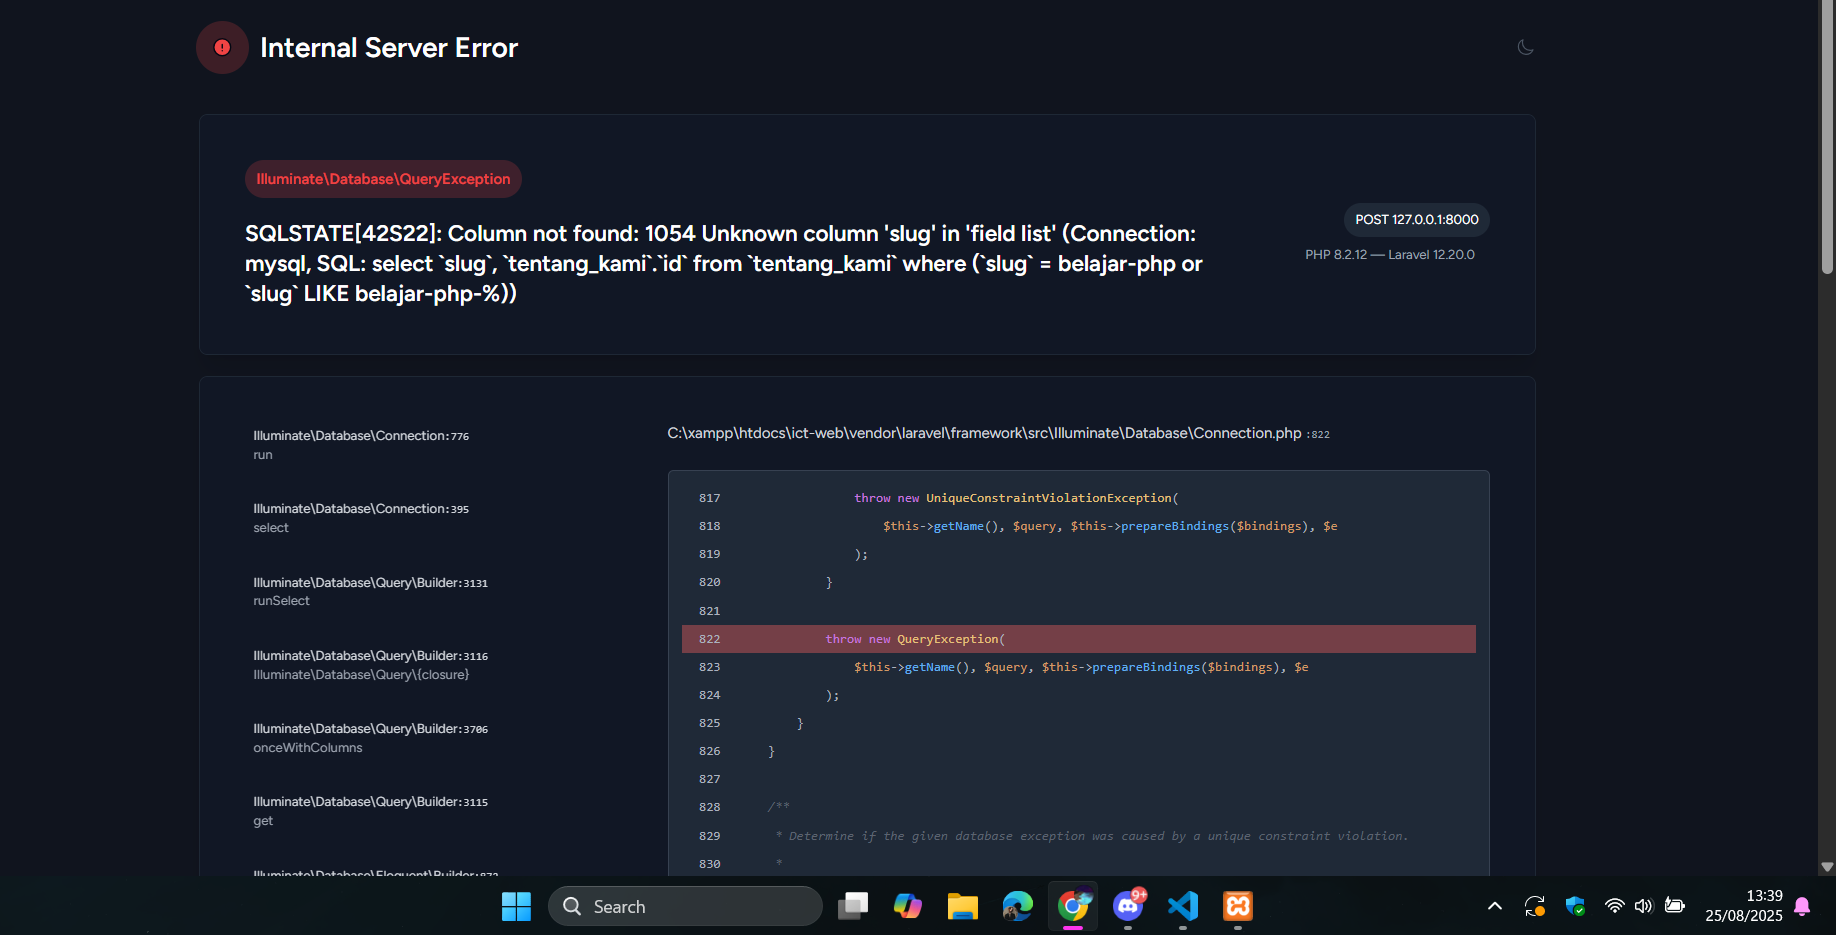 Internal Server Error
Illuminate\Database\QueryException
SQLSTATE[42S22]: Column not found: 1054 Unknown column 'slug' in 'field list' (Connection:
mysql, SQL: select `slug`, `tentang_kami`.`id` from `tentang_kami` where (`slug` = belajar-php or
`slug` LIKE belajar-php-%))
POST 127.0.0.1:8000
PHP 8.2.12 — Laravel 12.20.0
Illuminate\Database\Connection:776
run
Illuminate\Database\Connection:395
select
Illuminate\Database\Query\Builder:3131
runSelect
Illuminate\Database\Query\Builder:3116
Illuminate\Database\Query\{closure}
Illuminate\Database\Query\Builder:3706
onceWithColumns
Illuminate\Database\Query\Builder:3115
get
Illuminate\Database\Eloquent\Builder:872
C:\xampp\htdocs\ict-web\vendor\laravel\framework\src\Illuminate\Database\Connection.php :822
817 throw new UniqueConstraintViolationException(
818 $this->getName(), $query, $this->prepareBindings($bindings), $e
819 );
820 }
821
822 throw new QueryException(
823 $this->getName(), $query, $this->prepareBindings($bindings), $e
824 );
825 }
826 }
827
828 /**
829 * Determine if the given database exception was caused by a unique constraint violation.
830 *
Search
9+
13:39
25/08/2025